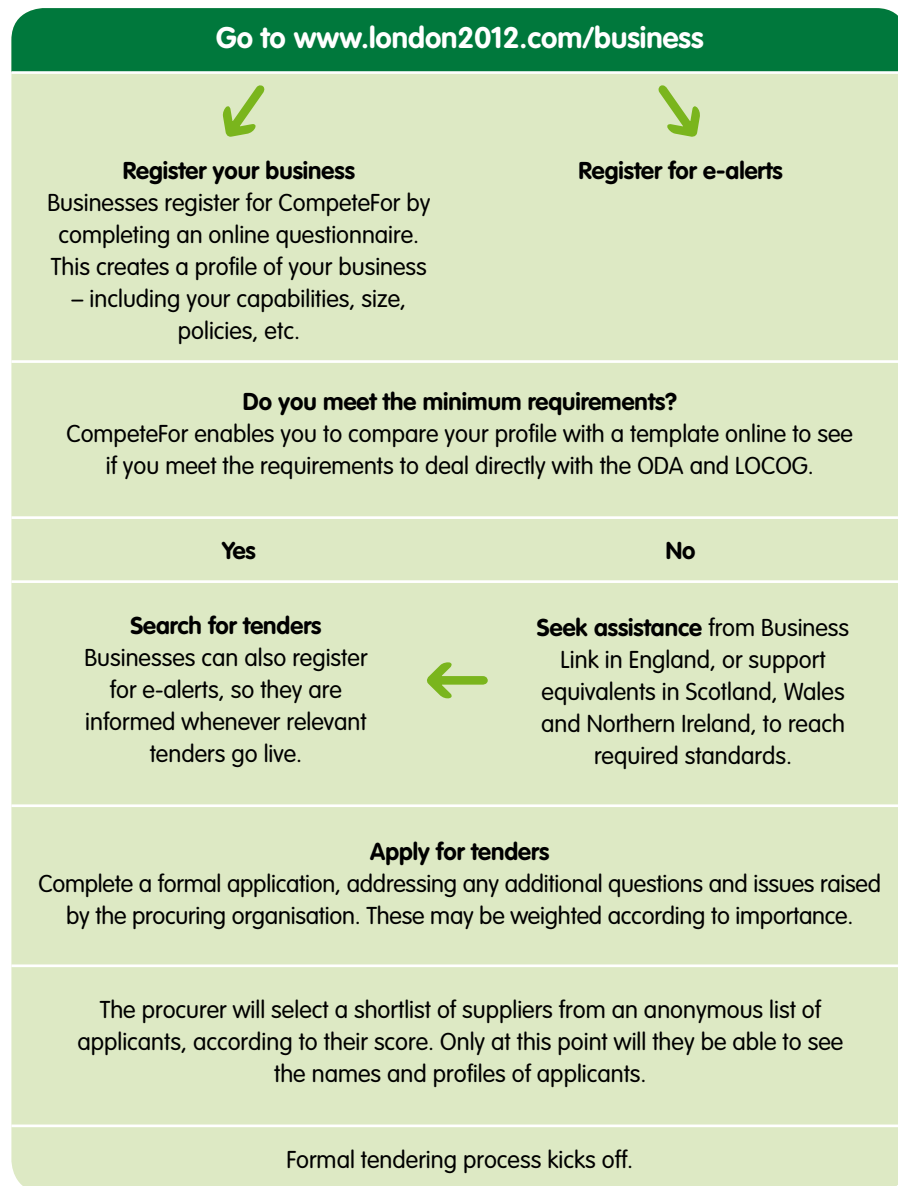 Go to www.london2012.com/business
Register your business
Businesses register for CompeteFor by
completing an online questionnaire.
This creates a profile of your business
– including your capabilities, size,
policies, etc.
Register for e-alerts
Do you meet the minimum requirements?
CompeteFor enables you to compare your profile with a template online to see
if you meet the requirements to deal directly with the ODA and LOCOG.
Yes
No
Search for tenders
Businesses can also register
for e-alerts, so they are
informed whenever relevant
tenders go live.
Seek assistance from Business
Link in England, or support
equivalents in Scotland, Wales
and Northern Ireland, to reach
required standards.
Apply for tenders
Complete a formal application, addressing any additional questions and issues raised
by the procuring organisation. These may be weighted according to importance.
The procurer will select a shortlist of suppliers from an anonymous list of
applicants, according to their score. Only at this point will they be able to see
the names and profiles of applicants.
Formal tendering process kicks off.